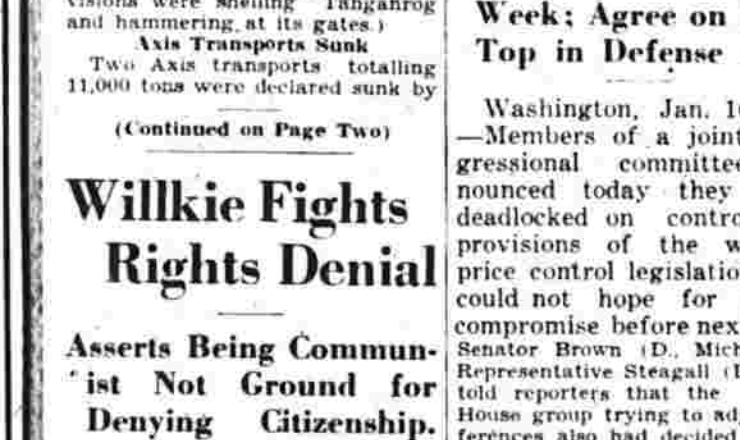 visions were shelling Tanganrog
and hammering at its gates.)
Axis Transports Sunk
Two Axis transports totalling
11,000 tons were declared sunk by
(Continued on Page Two)
Willkie Fights
Rights Denial
Asserts Being Commun-
ist Not Ground for
Denying Citizenship.
Week; Agree on
Top in Defense
Washington, Jan.
—Members of a joint
gressional committee
nounced today they
deadlocked on contro
provisions of the w
price control legislatio
could not hope for
compromise before nex
Senator Brown (D., Mich
Representative Steagall (
told reporters that the
House group trying to ad
ferences also had decided